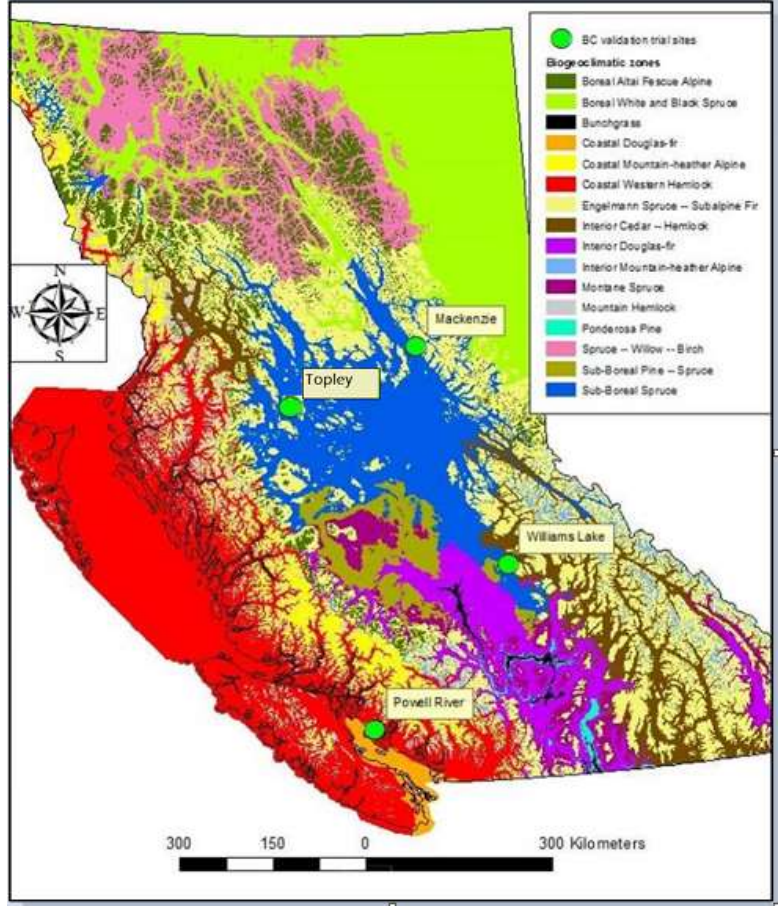 BC validation trial sites
Biogeoclimatic zones
Boreal Altai Fescue Alpine
Boreal White and Black Spruce
Bunchgrass
Coastal Douglas-fir
Coastal Mountain-heather Alpine
Coastal Western Hemlock
Engelmann Spruce -- Subalpine Fir
Interior Cedar -- Hemlock
Interior Douglas-fir
Interior Mountain-heather Alpine
Montane Spruce
Mountain Hemlock
Ponderosa Pine
Spruce -- Willow -- Birch
Sub-Boreal Pine -- Spruce
Sub-Boreal Spruce
N
W E
S
Mackenzie
Topley
Williams Lake
Powell River
300 150 0 300 Kilometers